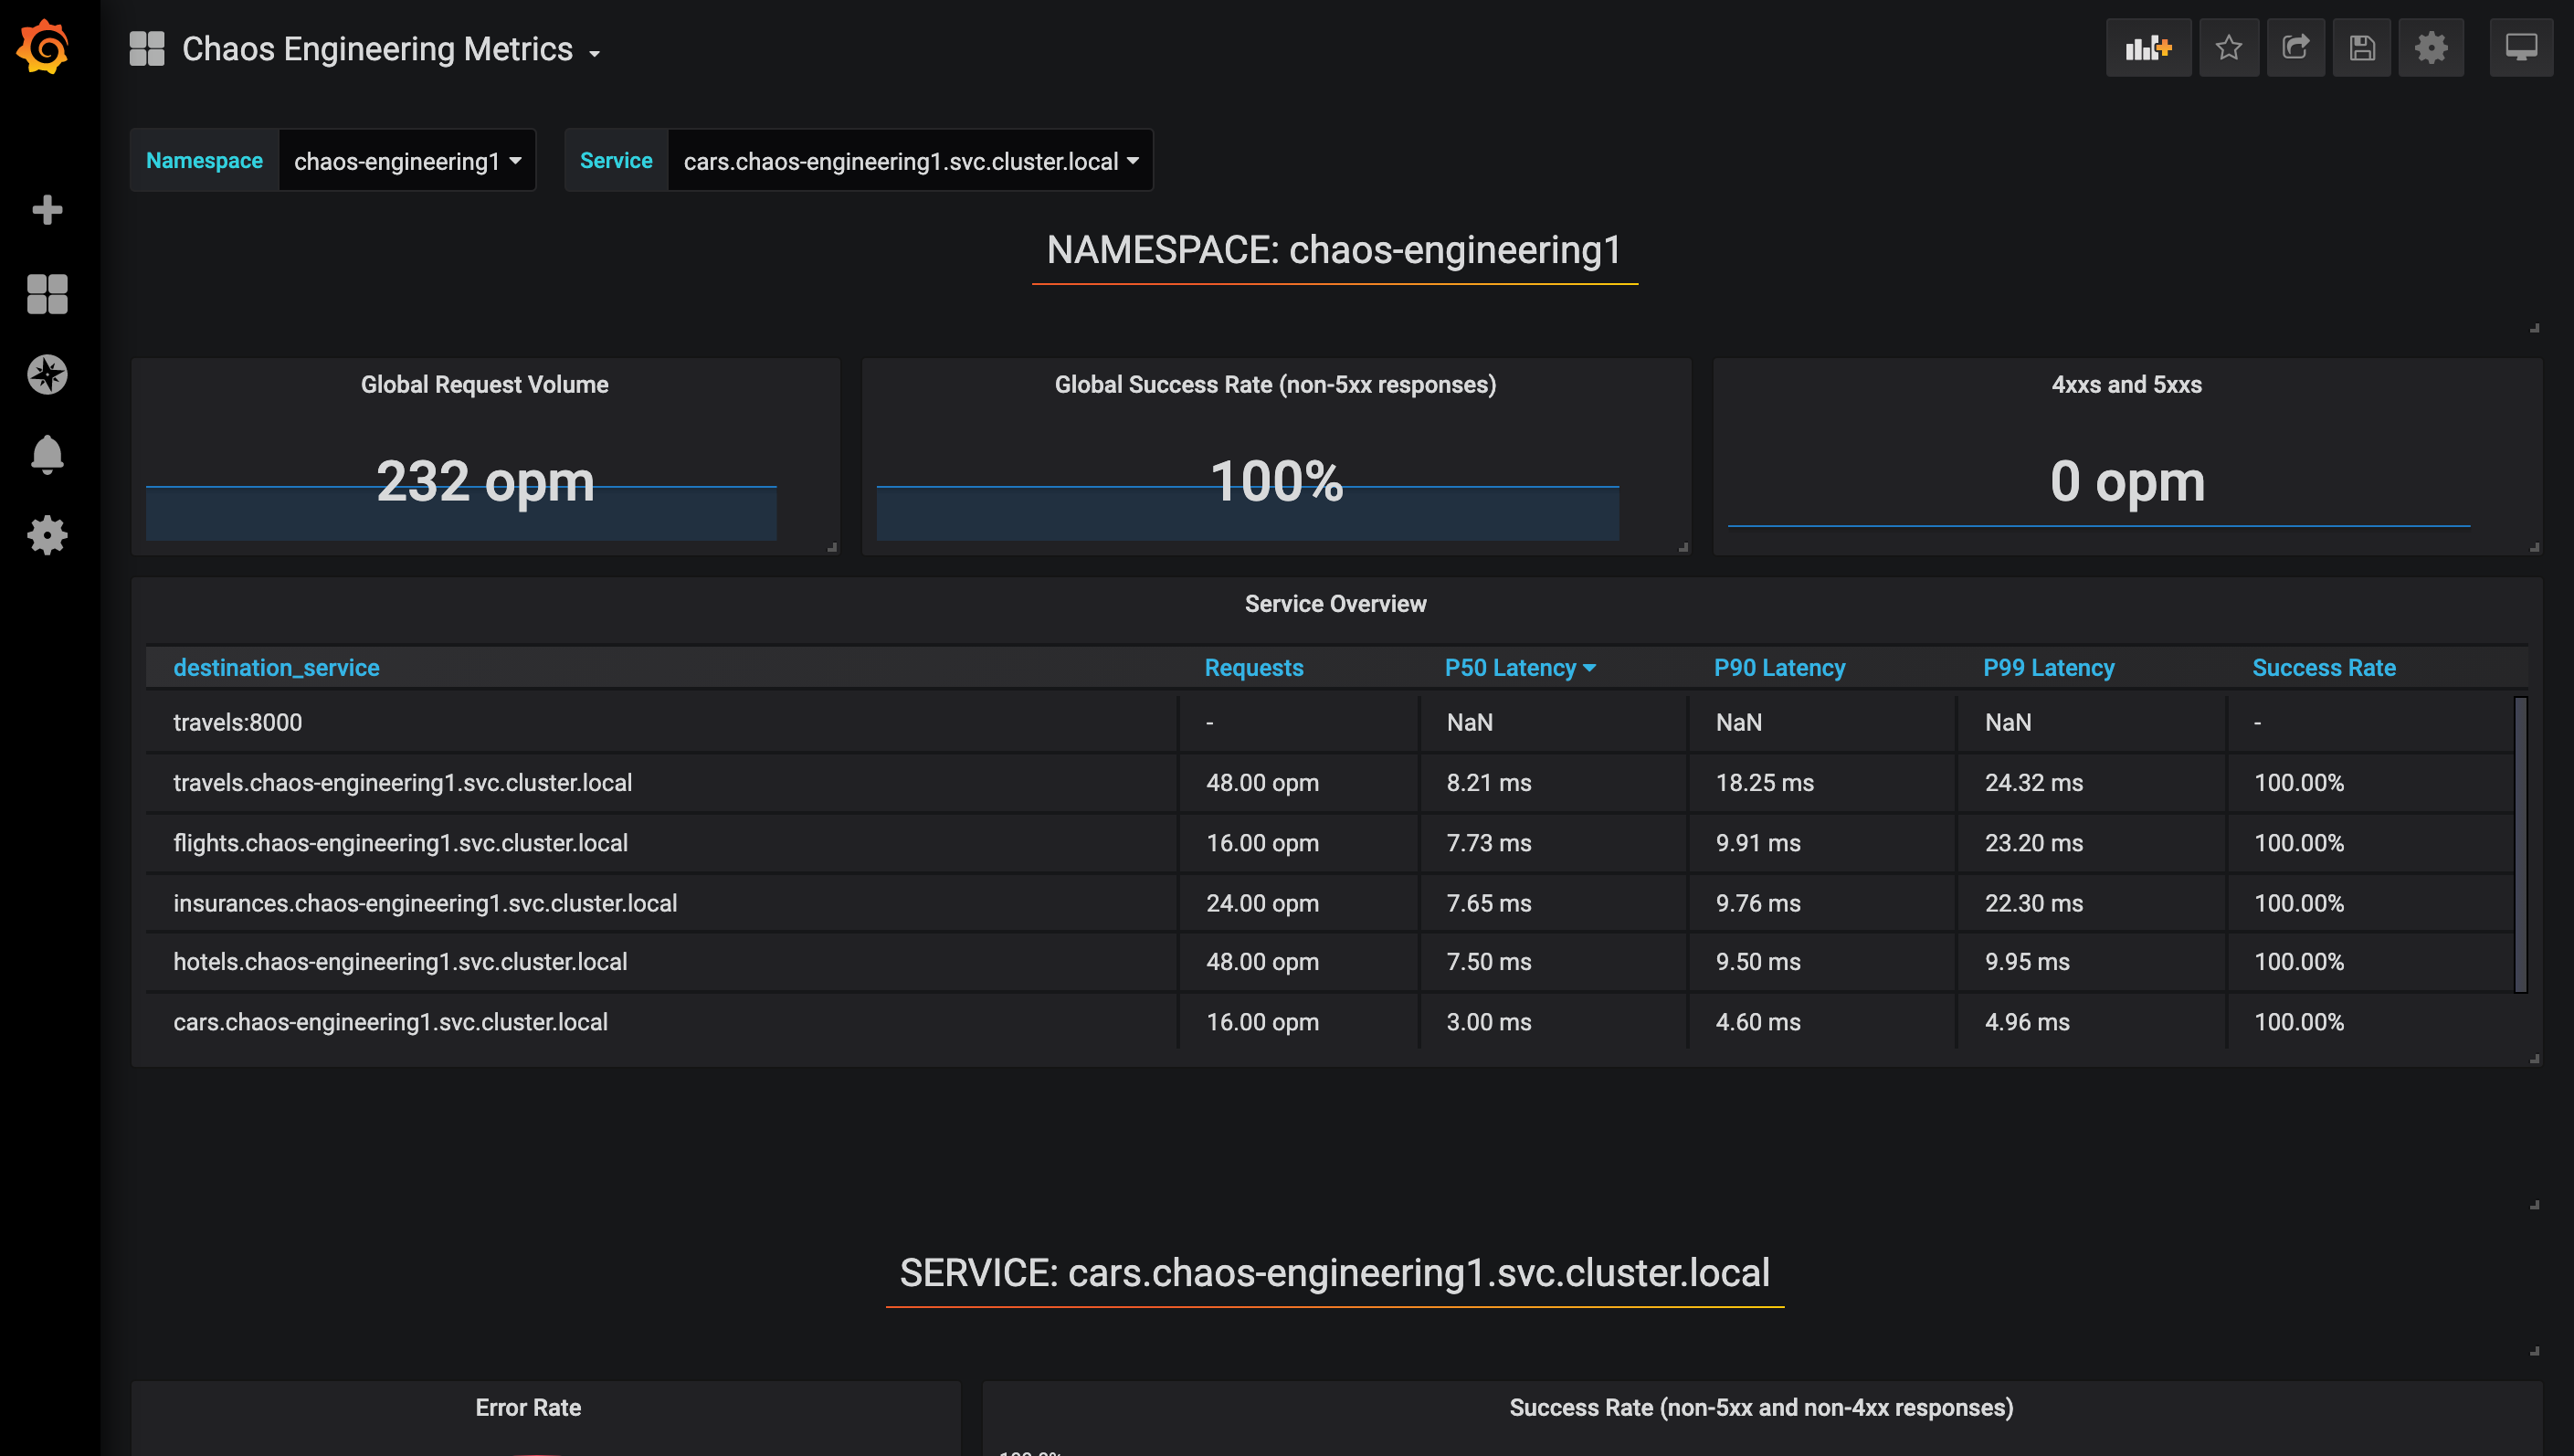 Chaos Engineering Metrics
Namespace chaos-engineering1 Service cars.chaos-engineering1.svc.cluster.local
NAMESPACE: chaos-engineering1
Global Request Volume Global Success Rate (non-5xx responses) 4xxs and 5xxs
232 opm 100% 0 opm
Service Overview
destination_service Requests P50 Latency P90 Latency P99 Latency Success Rate
travels:8000 - NaN NaN NaN -
travels.chaos-engineering1.svc.cluster.local 48.00 opm 8.21 ms 18.25 ms 24.32 ms 100.00%
flights.chaos-engineering1.svc.cluster.local 16.00 opm 7.73 ms 9.91 ms 23.20 ms 100.00%
insurances.chaos-engineering1.svc.cluster.local 24.00 opm 7.65 ms 9.76 ms 22.30 ms 100.00%
hotels.chaos-engineering1.svc.cluster.local 48.00 opm 7.50 ms 9.50 ms 9.95 ms 100.00%
cars.chaos-engineering1.svc.cluster.local 16.00 opm 3.00 ms 4.60 ms 4.96 ms 100.00%
SERVICE: cars.chaos-engineering1.svc.cluster.local
Error Rate Success Rate (non-5xx and non-4xx responses)